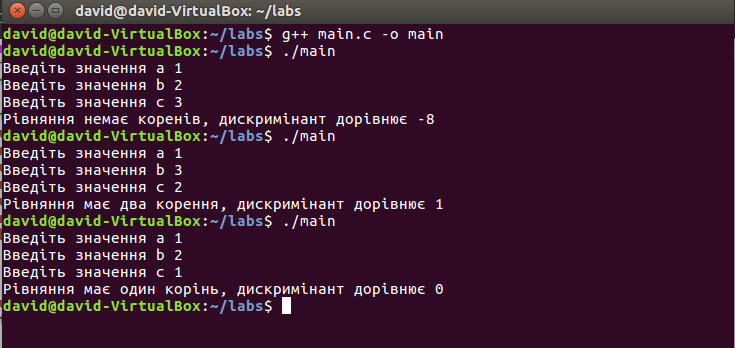 david@david-VirtualBox: ~/labs
david@david-VirtualBox:~/labs$ g++ main.c -o main
david@david-VirtualBox:~/labs$ ./main
Введіть значення a 1
Введіть значення b 2
Введіть значення c 3
Рівняння немає коренів, дискримінант дорівнює -8
david@david-VirtualBox:~/labs$ ./main
Введіть значення a 1
Введіть значення b 3
Введіть значення c 2
Рівняння має два корення, дискримінант дорівнює 1
david@david-VirtualBox:~/labs$ ./main
Введіть значення a 1
Введіть значення b 2
Введіть значення c 1
Рівняння має один корінь, дискримінант дорівнює 0
david@david-VirtualBox:~/labs$